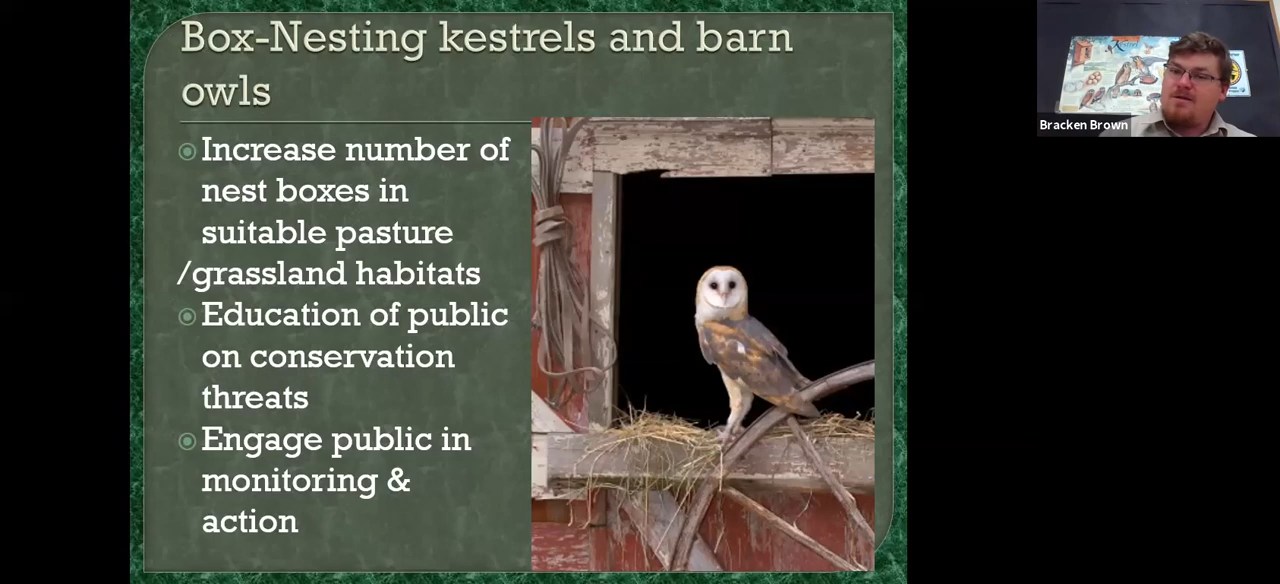 Box-Nesting kestrels and barn
owls
Increase number of
nest boxes in
suitable pasture
/grassland habitats
Education of public
on conservation
threats
Engage public in
monitoring &
action
Kestrel
Bracken Brown